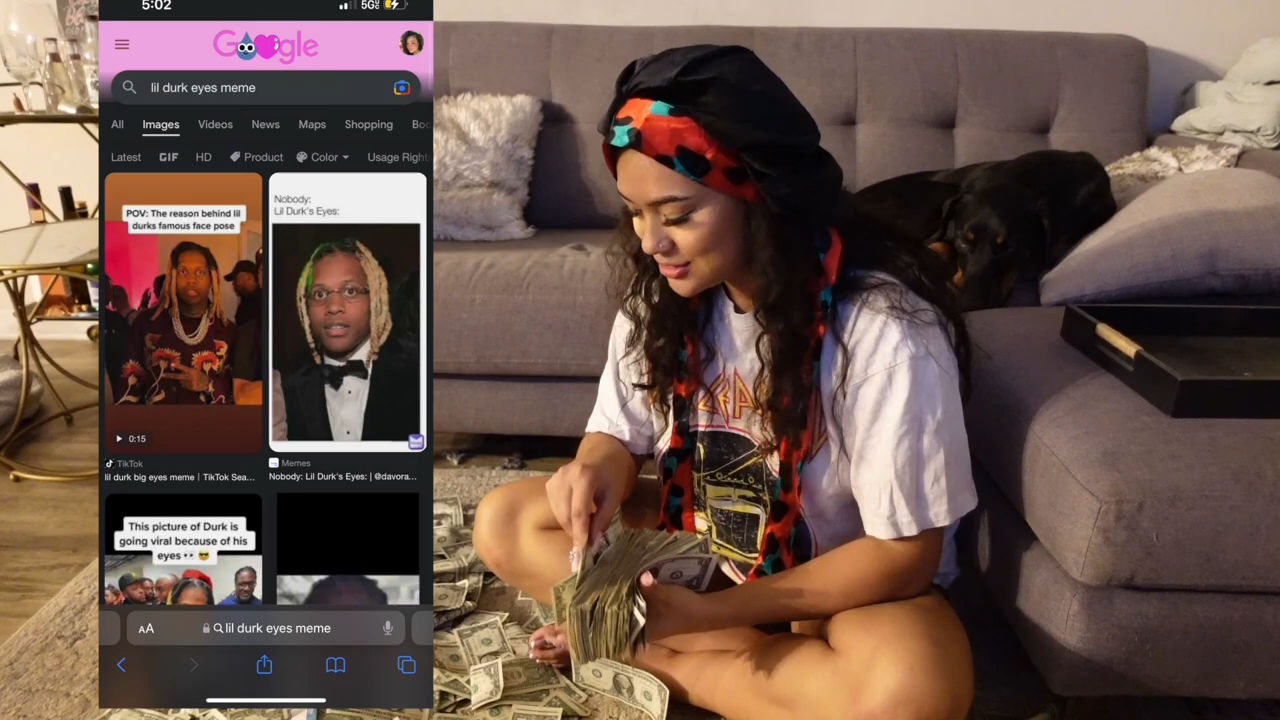 5:02
5G
Google
lil durk eyes meme
All Images Videos News Maps Shopping Boo
Latest GIF HD Product Color Usage Righ
POV: The reason behind lil
durks famous face pose
0:15
TikTok
lil durk big eyes meme | TikTok Sea...
Nobody:
Lil Durk's Eyes:
Memes
Nobody: Lil Durk's Eyes: | @davora...
This picture of Durk is
going viral because of his
eyes 👀 😎
AA lil durk eyes meme